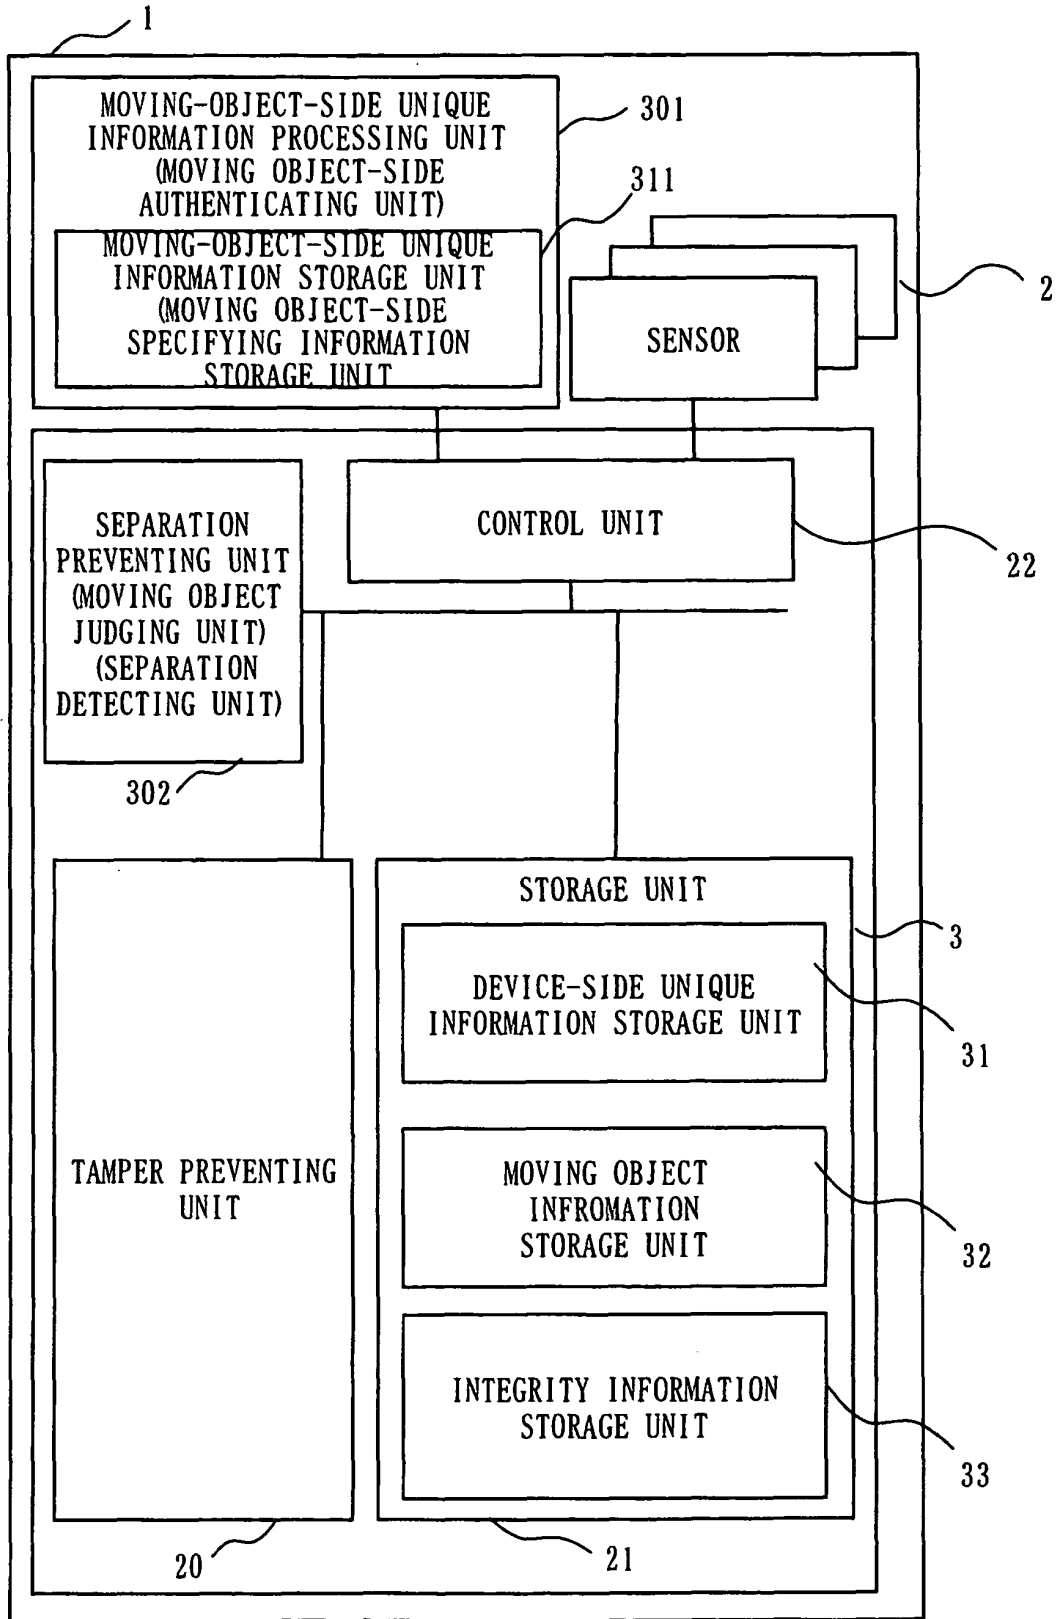 1
MOVING-OBJECT-SIDE UNIQUE
INFORMATION PROCESSING UNIT
(MOVING OBJECT-SIDE
AUTHENTICATING UNIT)
301
311
MOVING-OBJECT-SIDE UNIQUE
INFORMATION STORAGE UNIT
(MOVING OBJECT-SIDE
SPECIFYING INFORMATION
STORAGE UNIT
SENSOR
2
SEPARATION
PREVENTING UNIT
(MOVING OBJECT
JUDGING UNIT)
(SEPARATION
DETECTING UNIT)
302
CONTROL UNIT
22
TAMPER PREVENTING
UNIT
20
STORAGE UNIT
3
DEVICE-SIDE UNIQUE
INFORMATION STORAGE UNIT
31
MOVING OBJECT
INFROMATION
STORAGE UNIT
32
INTEGRITY INFORMATION
STORAGE UNIT
33
21